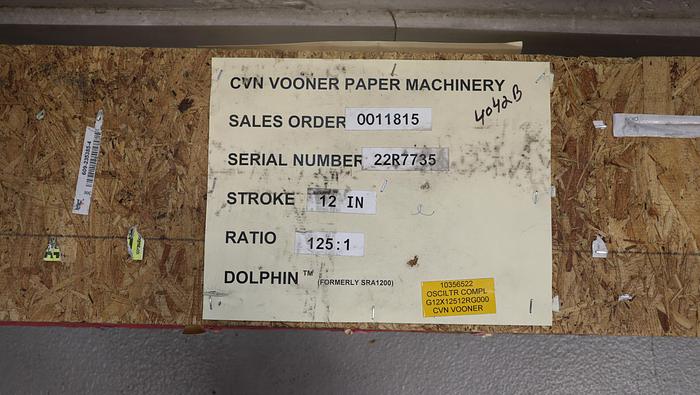 CVN VOONER PAPER MACHINERY
4042B
SALES ORDER 0011815
SERIAL NUMBER 22R7735
STROKE 12 IN
RATIO 125:1
DOLPHIN™ (FORMERLY SRA1200)
10356522
OSCILTR COMPL
G12X12512RG000
CVN VOONER